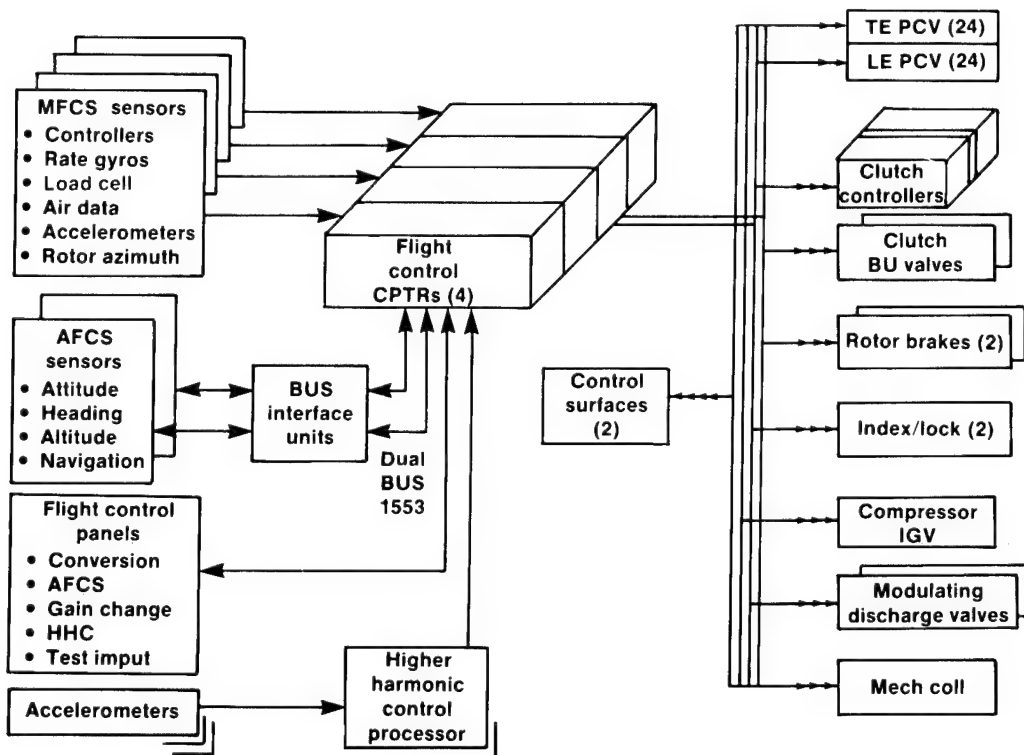 MFCS sensors
• Controllers
• Rate gyros
• Load cell
• Air data
• Accelerometers
• Rotor azimuth
AFCS
sensors
• Attitude
• Heading
• Altitude
• Navigation
Flight control
panels
• Conversion
• AFCS
• Gain change
• HHC
• Test imput
Accelerometers
BUS
interface
units
Dual
BUS
1553
Higher
harmonic
control
processor
Flight
control
CPTRs (4)
Control
surfaces
(2)
TE PCV (24)
LE PCV (24)
Clutch
controllers
Clutch
BU valves
Rotor brakes (2)
Index/lock (2)
Compressor
IGV
Modulating
discharge valves
Mech coll